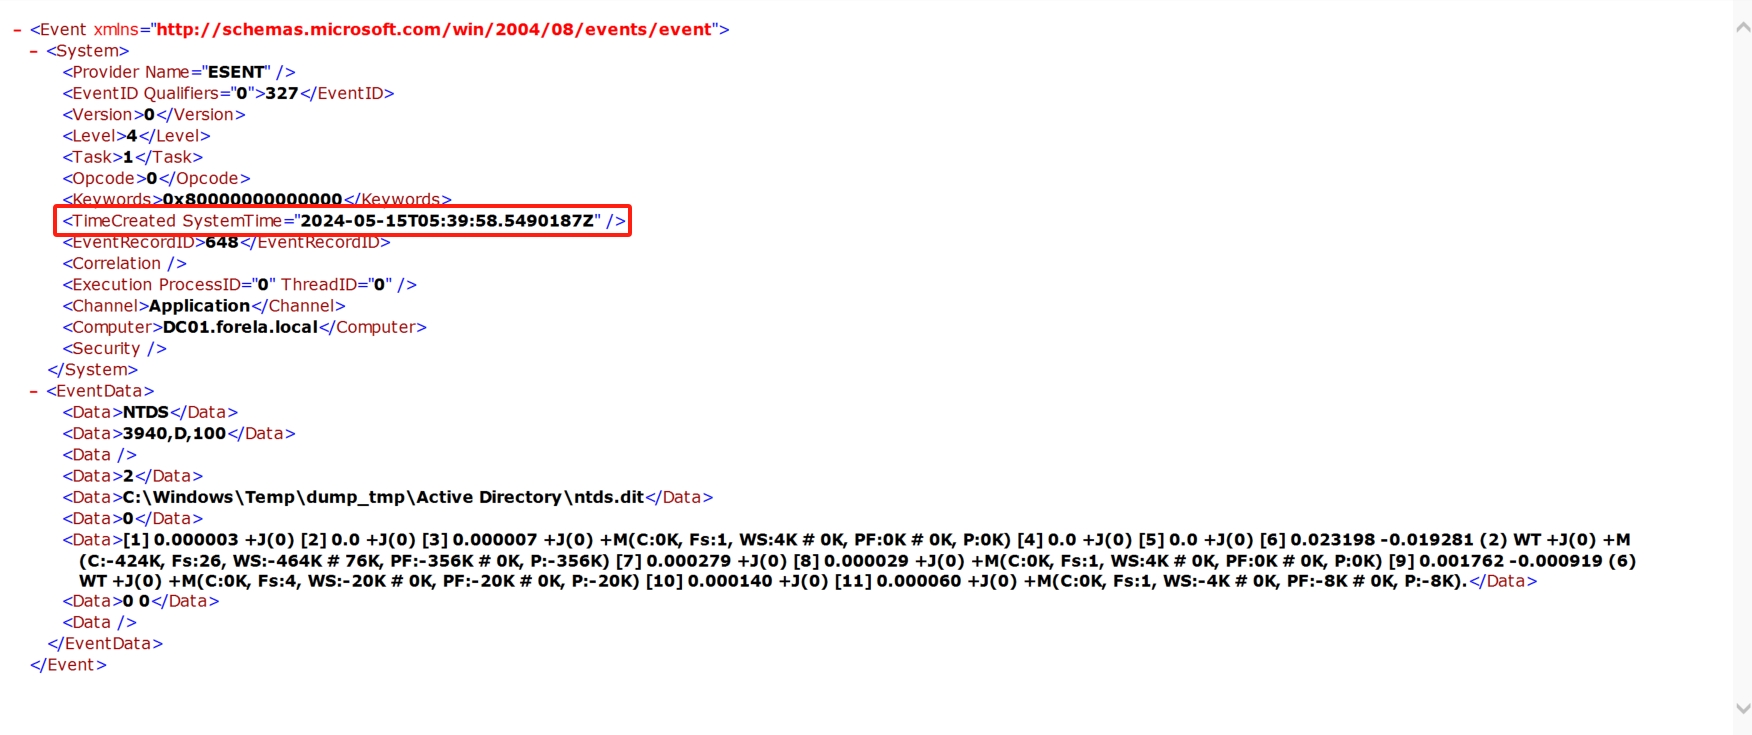 - <Event xmlns="http://schemas.microsoft.com/win/2004/08/events/event">
- <System>
<Provider Name="ESENT" />
<EventID Qualifiers="0">327</EventID>
<Version>0</Version>
<Level>4</Level>
<Task>1</Task>
<Opcode>0</Opcode>
<Keywords>0x80000000000000</Keywords>
<TimeCreated SystemTime="2024-05-15T05:39:58.5490187Z" />
<EventRecordID>648</EventRecordID>
<Correlation />
<Execution ProcessID="0" ThreadID="0" />
<Channel>Application</Channel>
<Computer>DC01.forela.local</Computer>
<Security />
</System>
- <EventData>
<Data>NTDS</Data>
<Data>3940,D,100</Data>
<Data />
<Data>2</Data>
<Data>C:\Windows\Temp\dump_tmp\Active Directory\ntds.dit</Data>
<Data>0</Data>
<Data>[1] 0.000003 +J(0) [2] 0.0 +J(0) [3] 0.000007 +J(0) +M(C:0K, Fs:1, WS:4K # 0K, PF:0K # 0K, P:0K) [4] 0.0 +J(0) [5] 0.0 +J(0) [6] 0.023198 -0.019281 (2) WT +J(0) +M
(C:-424K, Fs:26, WS:-464K # 76K, PF:-356K # 0K, P:-356K) [7] 0.000279 +J(0) [8] 0.000029 +J(0) +M(C:0K, Fs:1, WS:4K # 0K, PF:0K # 0K, P:0K) [9] 0.001762 -0.000919 (6)
WT +J(0) +M(C:0K, Fs:4, WS:-20K # 0K, PF:-20K # 0K, P:-20K) [10] 0.000140 +J(0) [11] 0.000060 +J(0) +M(C:0K, Fs:1, WS:-4K # 0K, PF:-8K # 0K, P:-8K).</Data>
<Data>0 0</Data>
<Data />
</EventData>
</Event>